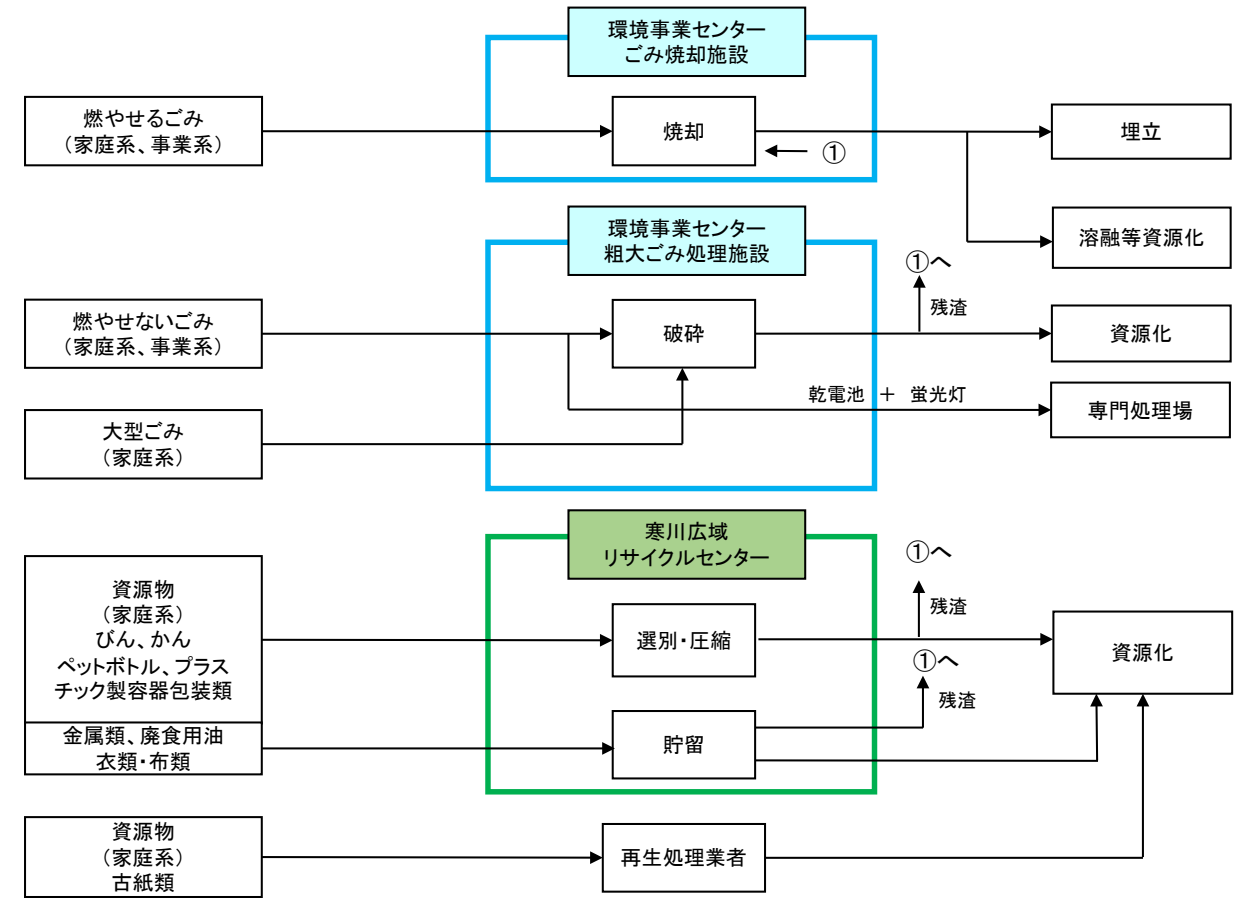 環境事業センター
ごみ焼却施設
燃やせるごみ
（家庭系、事業系）
焼却
①
埋立
溶融等資源化
環境事業センター
粗大ごみ処理施設
①へ
残渣
燃やせないごみ
（家庭系、事業系）
破砕
資源化
乾電池　＋　蛍光灯
専門処理場
大型ごみ
（家庭系）
寒川広域
リサイクルセンター
①へ
残渣
資源物
（家庭系）
びん、かん
ペットボトル、プラス
チック製容器包装類
選別・圧縮
資源化
①へ
残渣
金属類、廃食用油
衣類・布類
貯留
資源物
（家庭系）
古紙類
再生処理業者